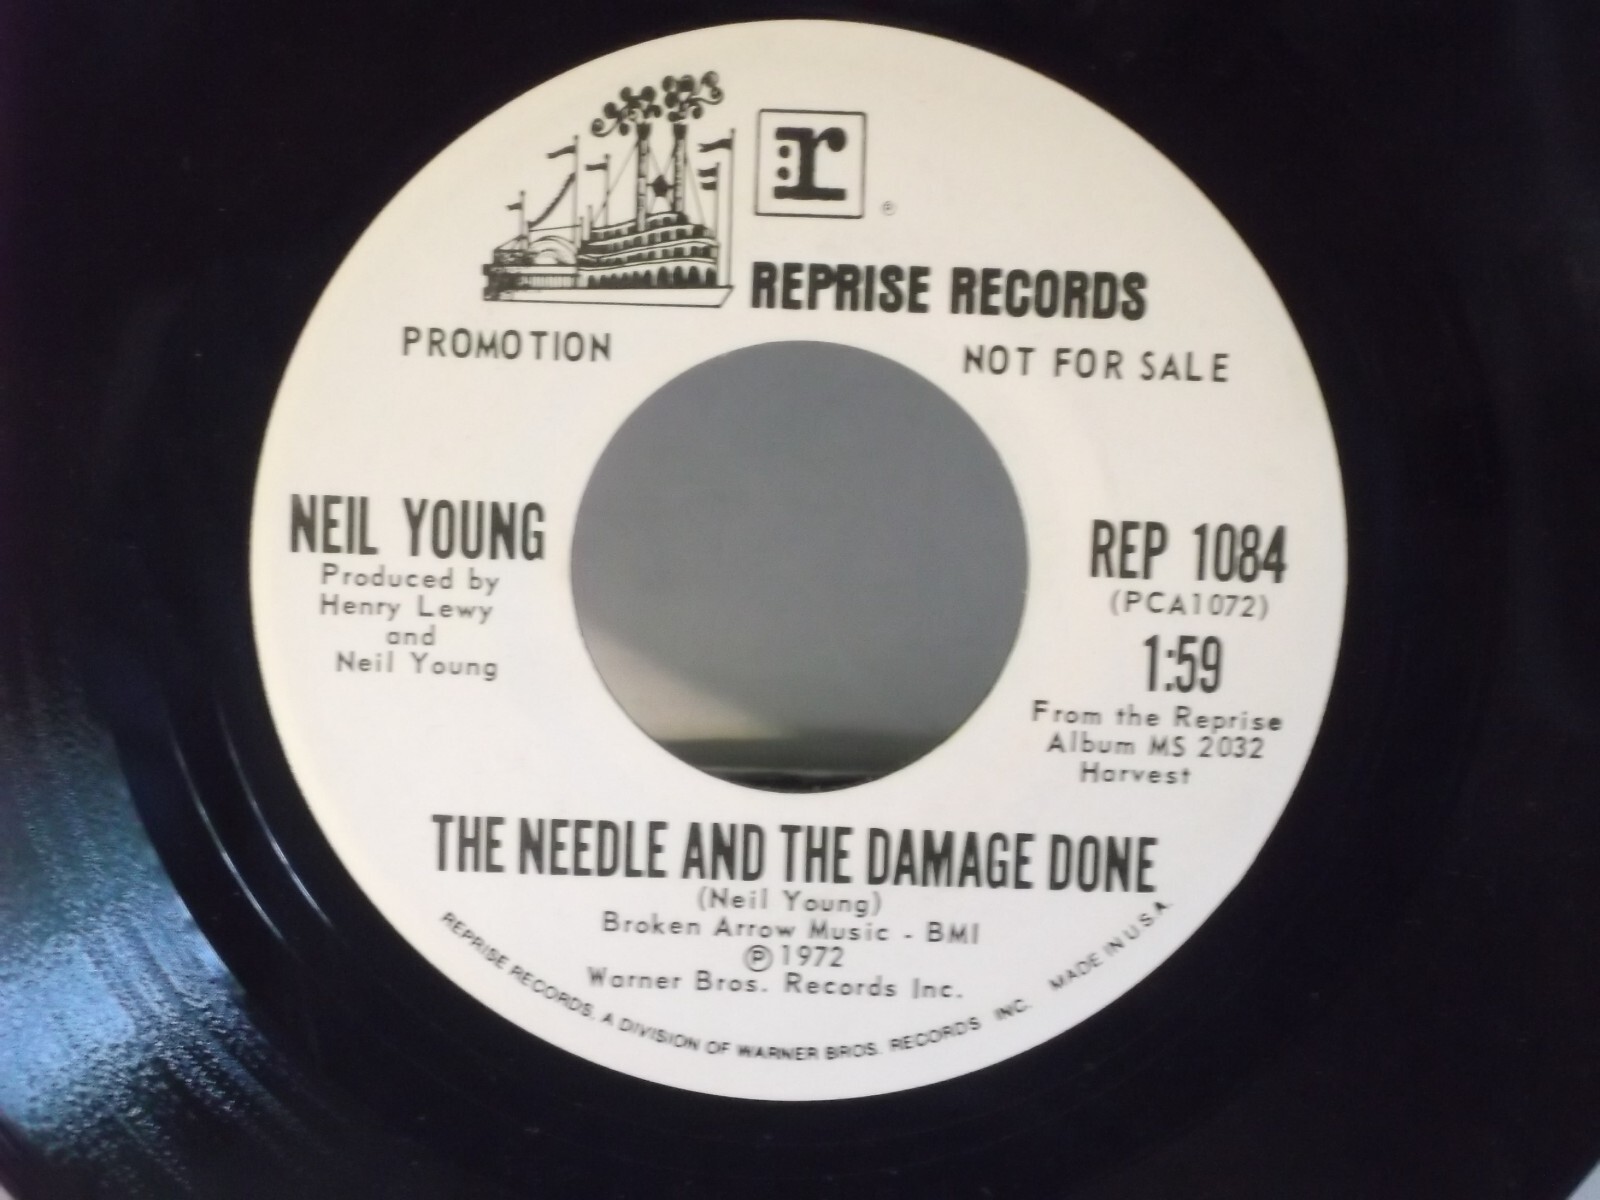 r
®
REPRISE RECORDS
PROMOTION
NOT FOR SALE
NEIL YOUNG
Produced by
Henry Lewy
and
Neil Young
REP 1084
(PCA1072)
1:59
From the Reprise
Album MS 2032
Harvest
THE NEEDLE AND THE DAMAGE DONE
(Neil Young)
Broken Arrow Music - BMI
℗ 1972
Warner Bros. Records Inc.
REPRISE RECORDS, A DIVISION OF WARNER BROS. RECORDS INC. MADE IN U.S.A.